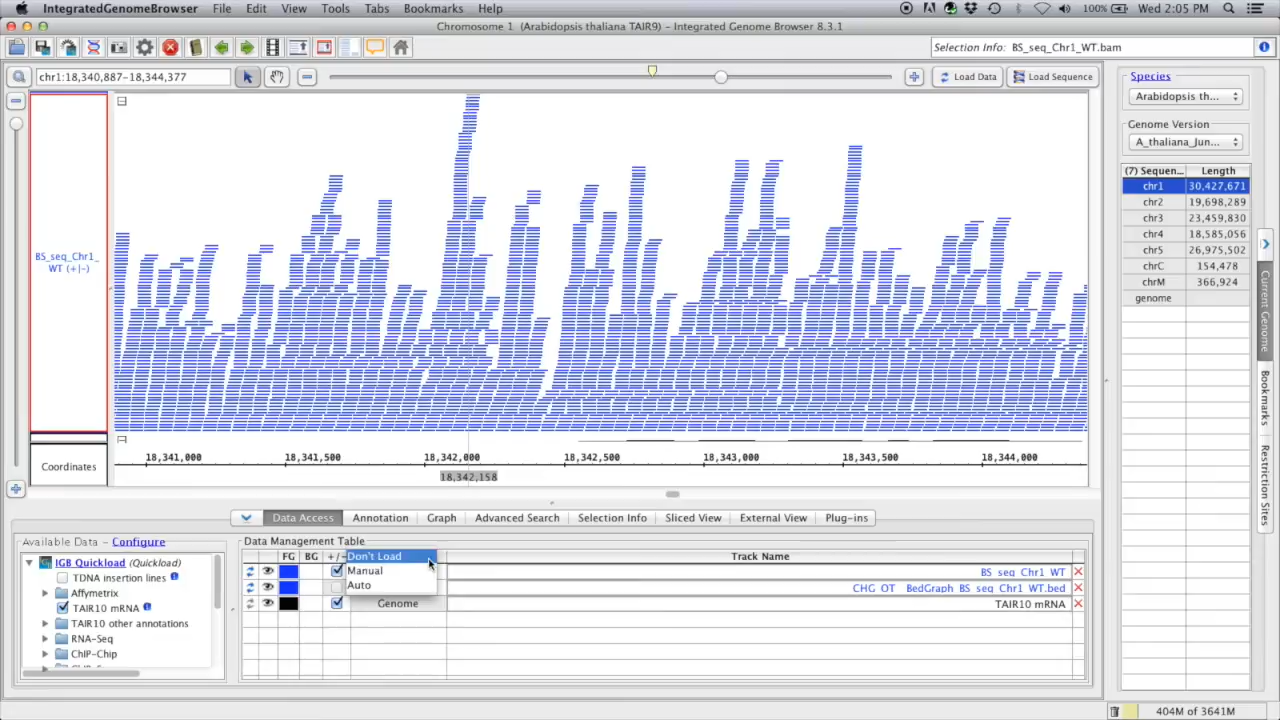 IntegratedGenomeBrowser File Edit View Tools Tabs Bookmarks Help 100% Wed 2:05 PM
Chromosome 1 (Arabidopsis thaliana TAIR9) - Integrated Genome Browser 8.3.1
Selection Info: BS_seq_Chr1_WT.bam
chr1:18,340,887-18,344,377
Load Data
Load Sequence
Species
Arabidopsis th...
Genome Version
A_thaliana_Jun...
(7) Sequen... Length
chr1 30,427,671
chr2 19,698,289
chr3 23,459,830
chr4 18,585,056
chr5 26,975,502
chrC 154,478
chrM 366,924
genome
Current Genome
Bookmarks
Restriction Sites
BS_seq_Chr1_
WT (+|-)
Coordinates
18,341,000 18,341,500 18,342,000 18,342,500 18,343,000 18,343,500 18,344,000
18,342,158
Data Access Annotation Graph Advanced Search Selection Info Sliced View External View Plug-ins
Available Data - Configure
IGB Quickload (Quickload)
TDNA insertion lines
Affymetrix
TAIR10 mRNA
TAIR10 other annotations
RNA-Seq
ChIP-Chip
Data Management Table
FG BG +/- Track Name
Don't Load
Manual
Auto
BS_seq_Chr1_WT
CHG_OT__BedGraph_BS_seq_Chr1_WT.bed
Genome TAIR10 mRNA
404M of 3641M